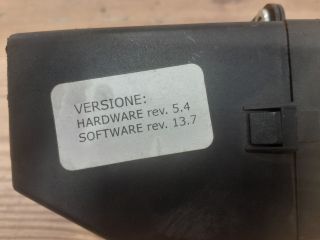 VERSIONE:
HARDWARE rev. 5.4
SOFTWARE rev. 13.7